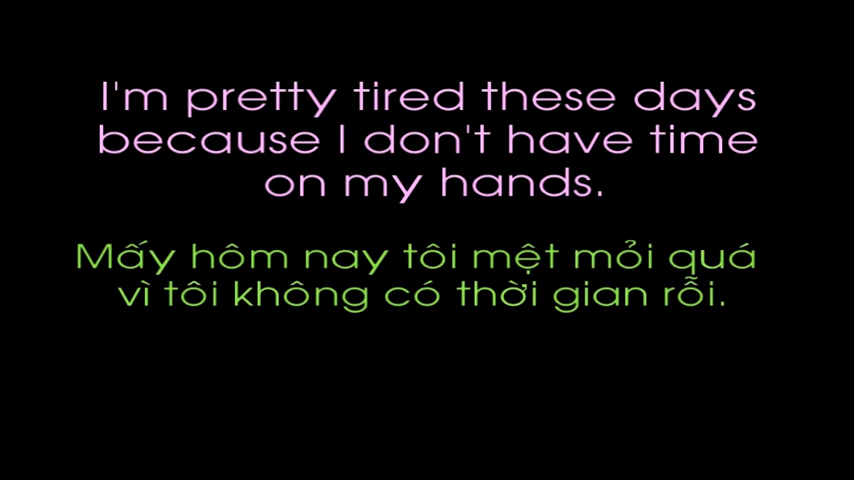 I'm pretty tired these days
because I don't have time
on my hands.
Mấy hôm nay tôi mệt mỏi quá
vì tôi không có thời gian rỗi.